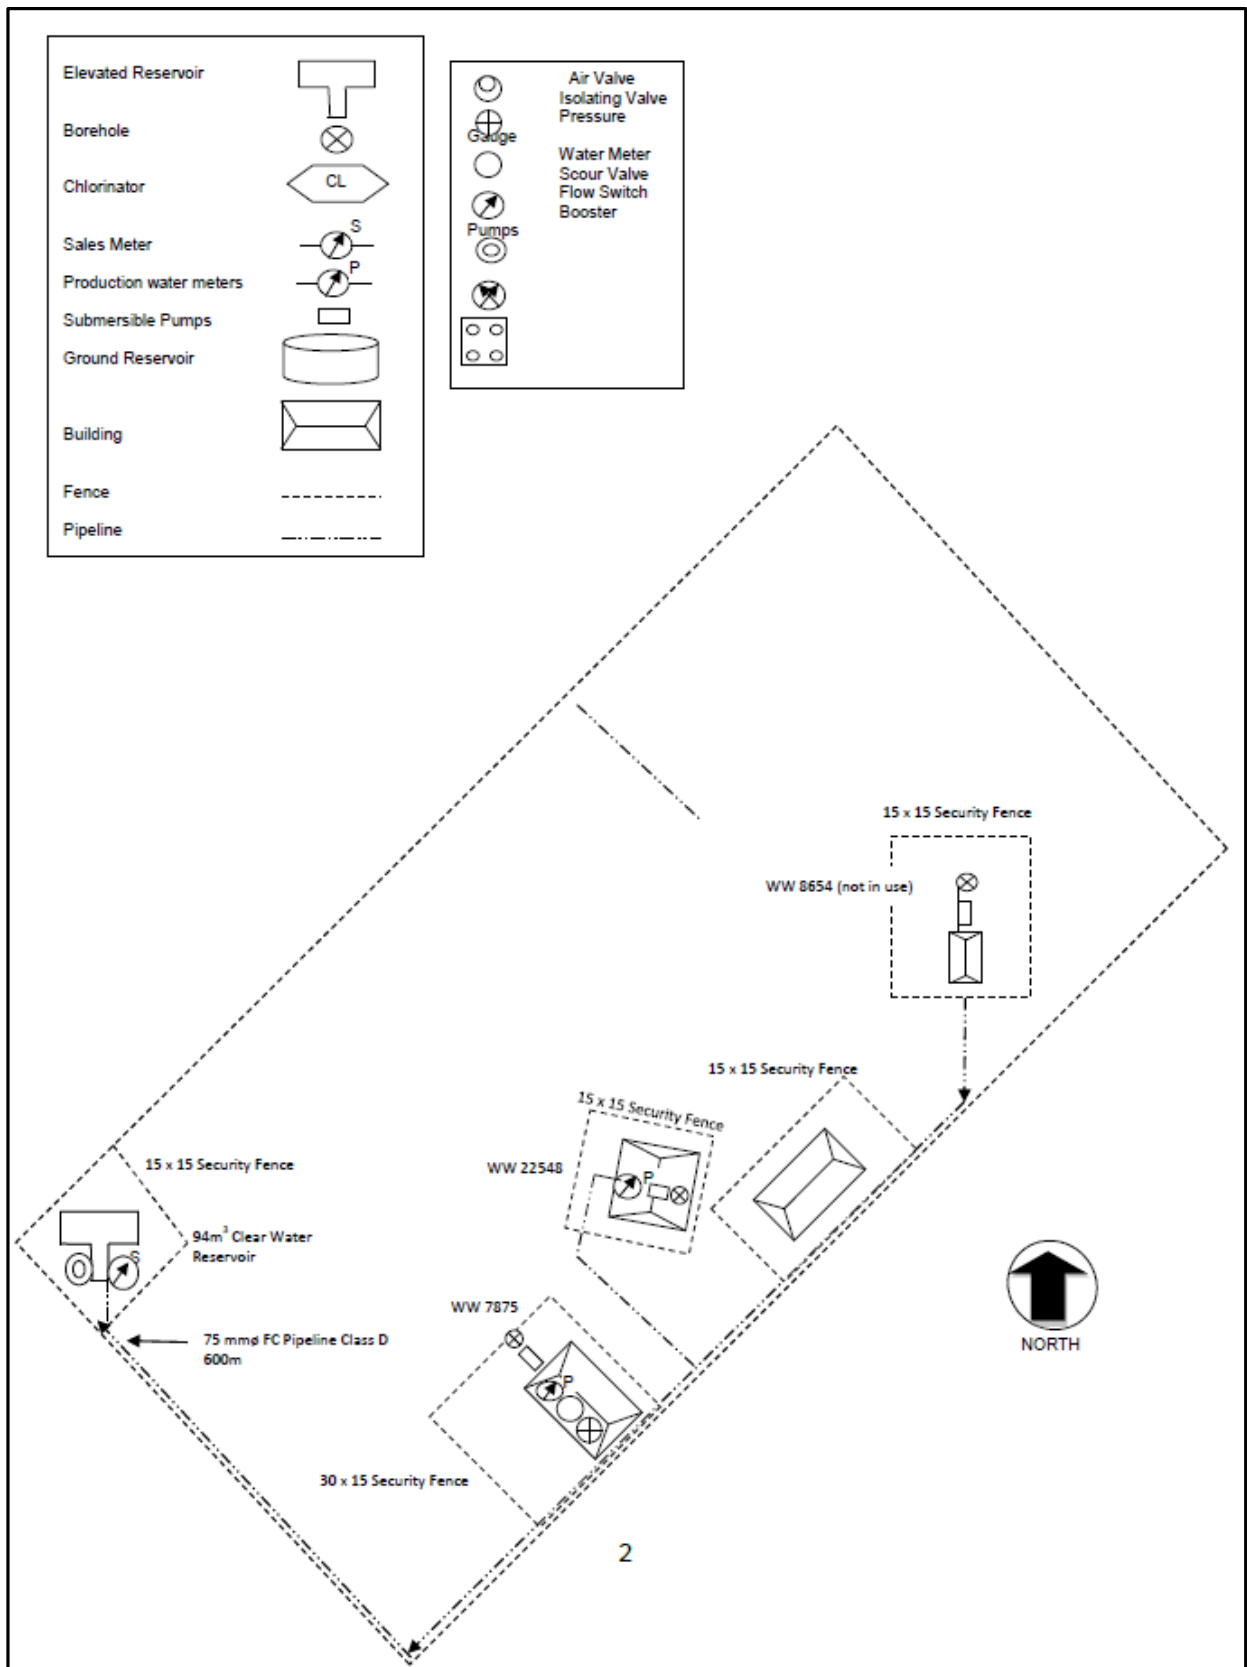 Elevated Reservoir
Borehole
Chlorinator
CL
Sales Meter
S
Production water meters
P
Submersible Pumps
Ground Reservoir
Building
Fence
Pipeline
Air Valve
Isolating Valve
Pressure
Gauge
Water Meter
Scour Valve
Flow Switch
Booster
Pumps
15 x 15 Security Fence
WW 8654 (not in use)
15 x 15 Security Fence
15 x 15 Security Fence
WW 22548
P
15 x 15 Security Fence
94m³ Clear Water
Reservoir
S
75 mmø FC Pipeline Class D
600m
WW 7875
P
30 x 15 Security Fence
NORTH
2